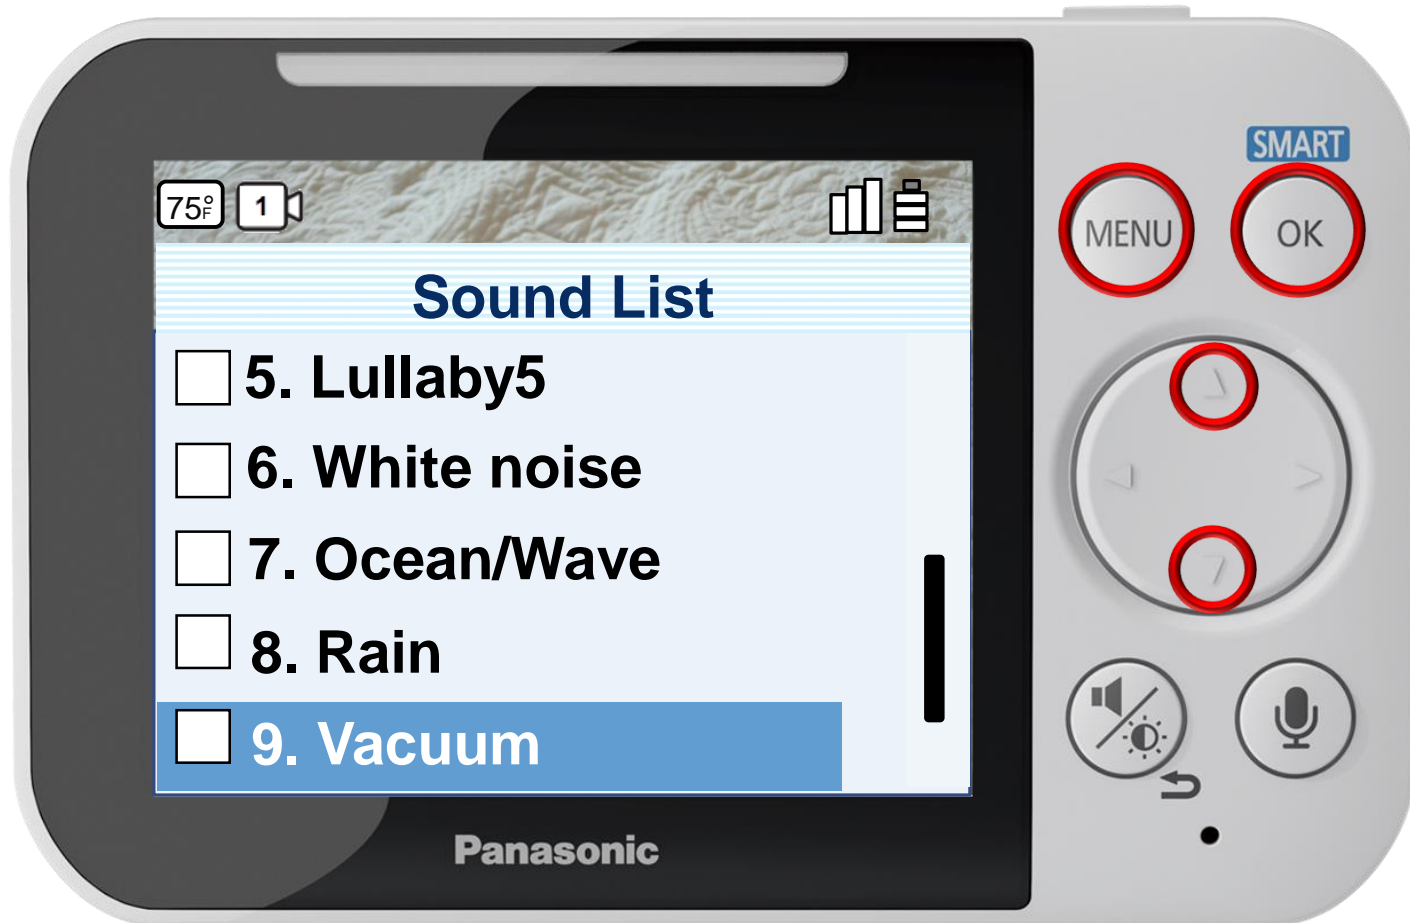 SMART
MENU
OK
75°F
1
Sound List
5. Lullaby5
6. White noise
7. Ocean/Wave
8. Rain
9. Vacuum
Panasonic